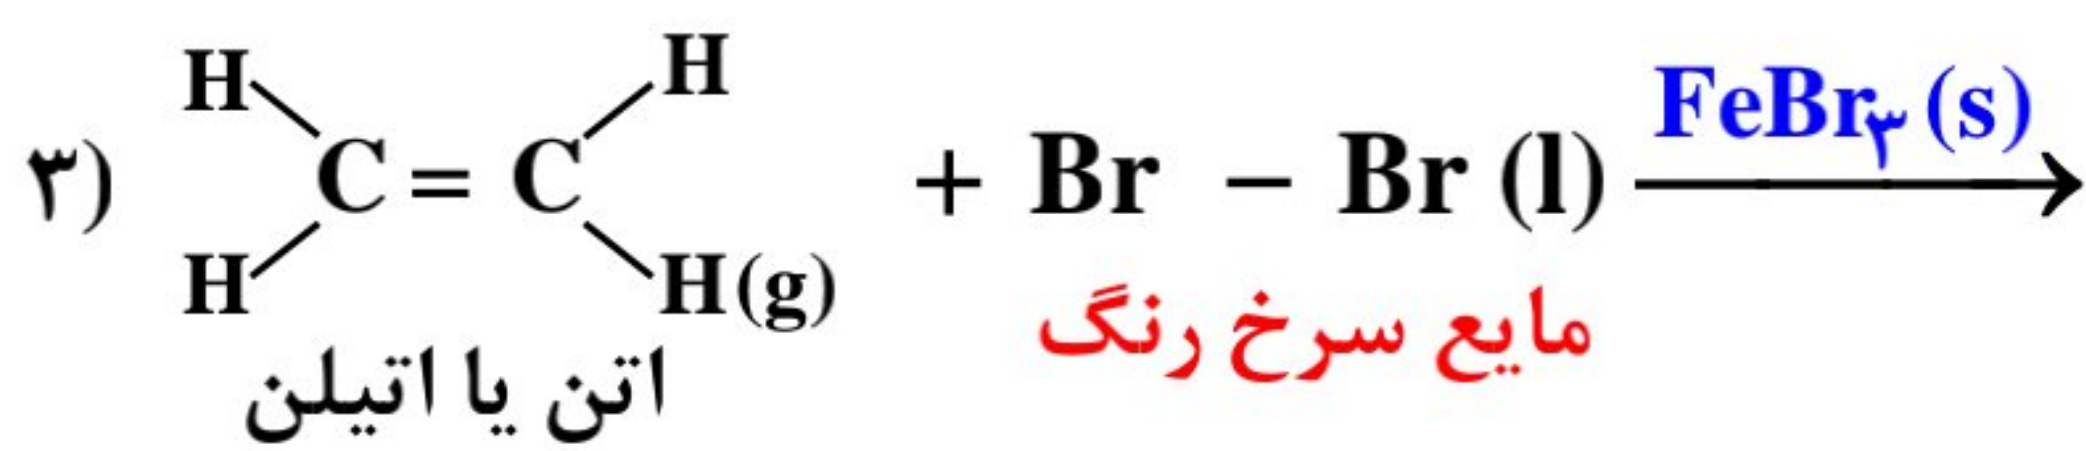 FeBr۳ (s)
H H
۳) C = C + Br − Br (l)
H H(g)
مایع سرخ رنگ
اتن یا اتیلن